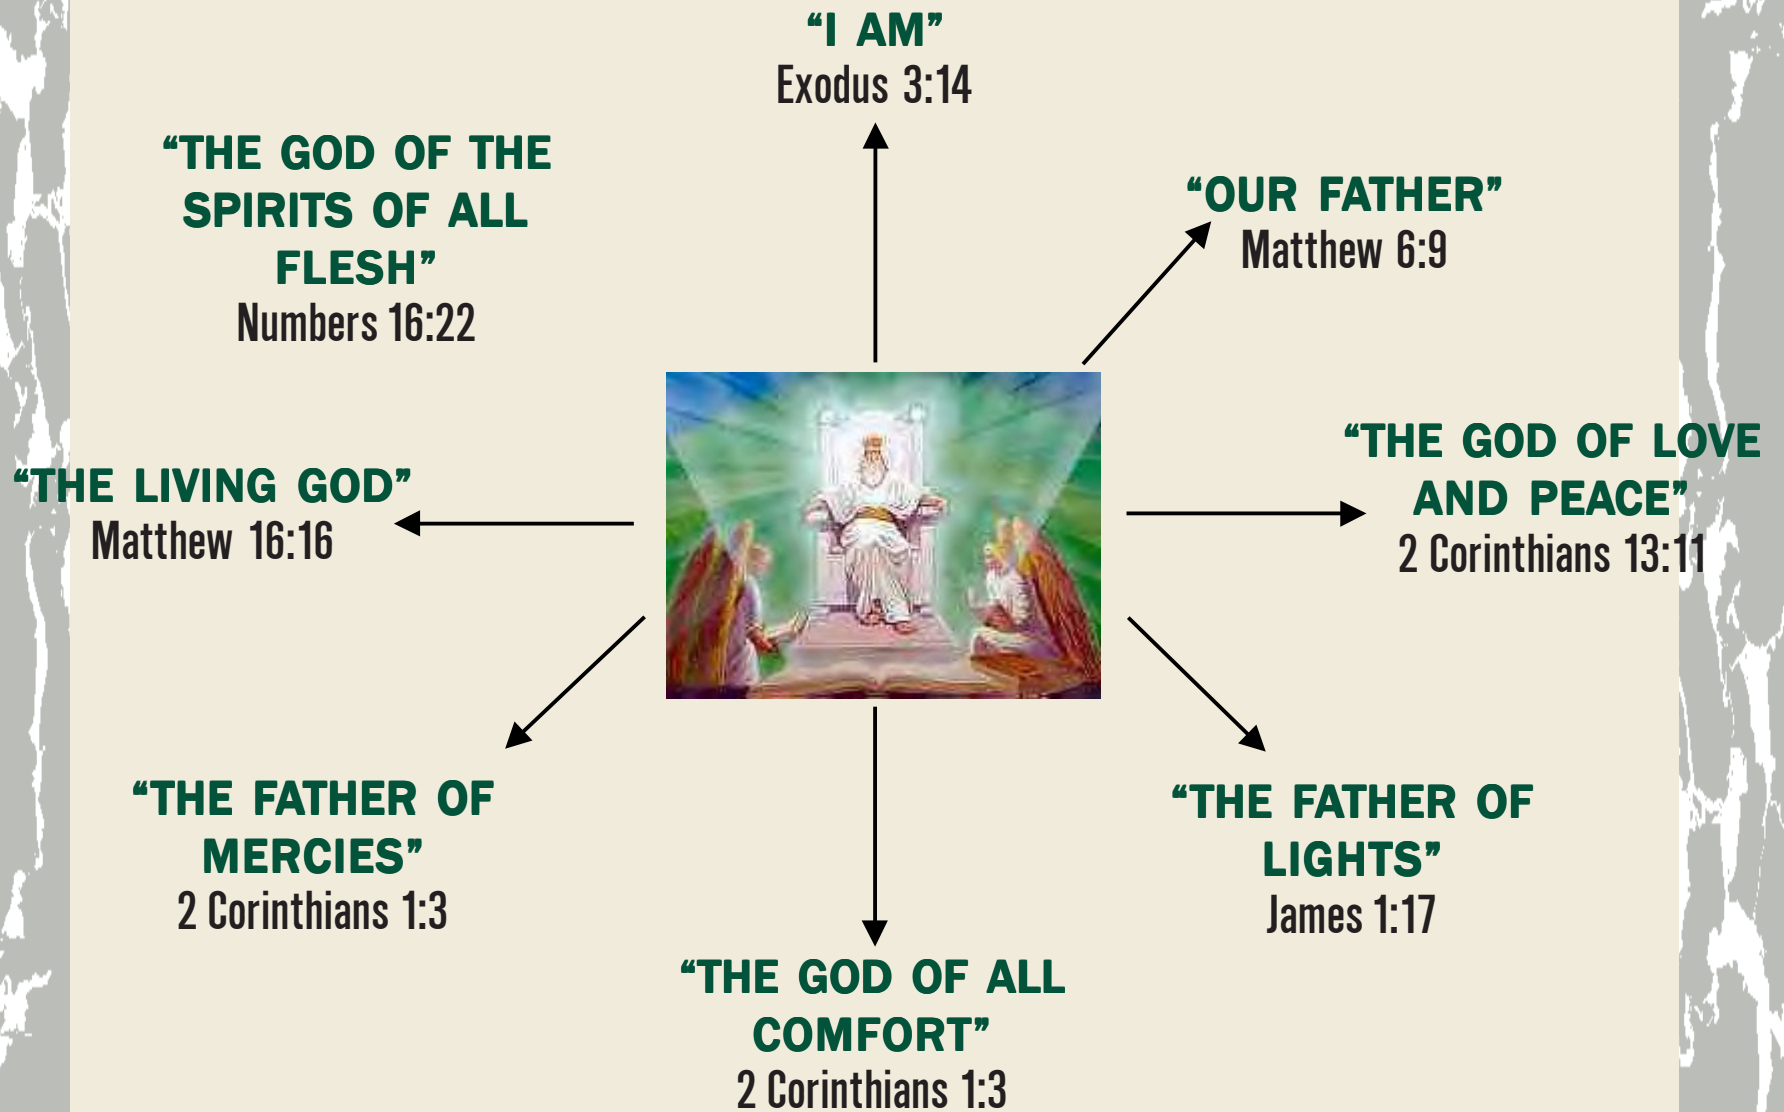 “I AM”
Exodus 3:14
“THE GOD OF THE
SPIRITS OF ALL
FLESH”
Numbers 16:22
“OUR FATHER”
Matthew 6:9
“THE LIVING GOD”
Matthew 16:16
“THE GOD OF LOVE
AND PEACE”
2 Corinthians 13:11
“THE FATHER OF
MERCIES”
2 Corinthians 1:3
“THE FATHER OF
LIGHTS”
James 1:17
“THE GOD OF ALL
COMFORT”
2 Corinthians 1:3